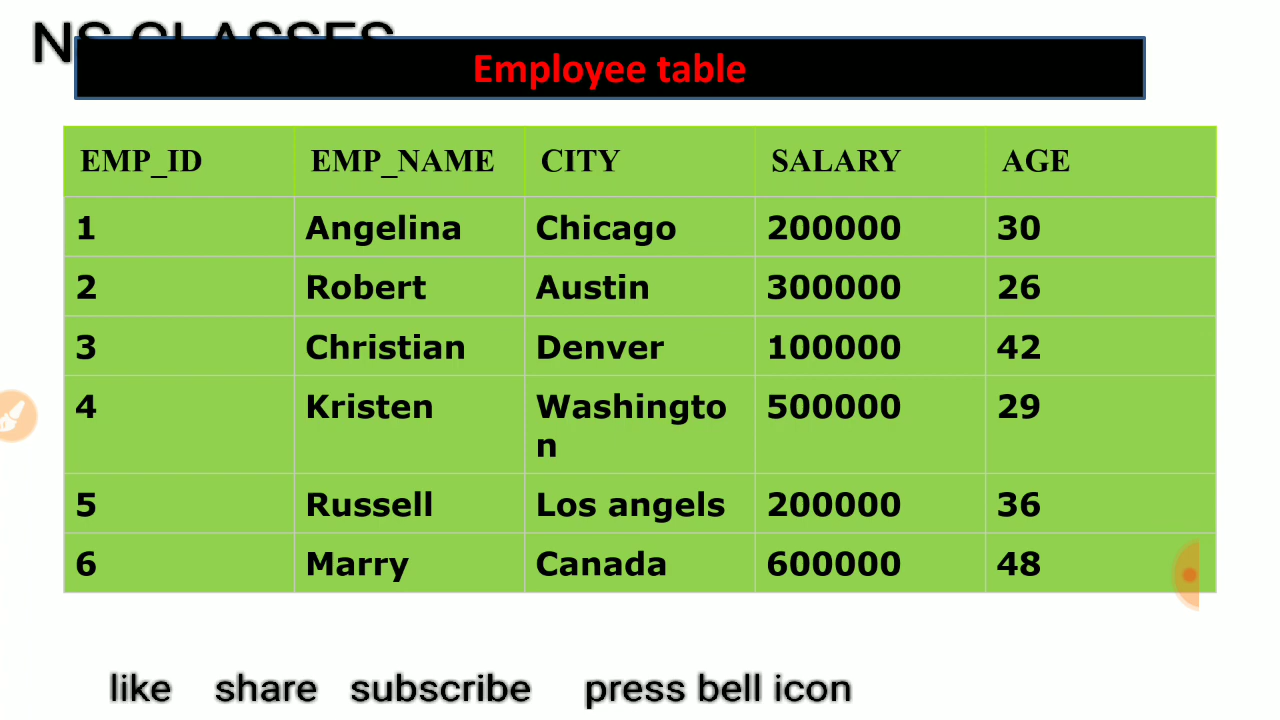 NS CLASSES
Employee table
EMP_ID EMP_NAME CITY SALARY AGE
1 Angelina Chicago 200000 30
2 Robert Austin 300000 26
3 Christian Denver 100000 42
4 Kristen Washingto 500000 29
n
5 Russell Los angels 200000 36
6 Marry Canada 600000 48
like share subscribe press bell icon